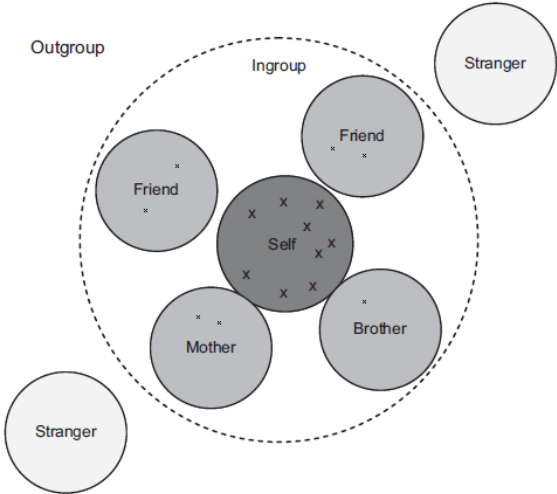 Outgroup
Ingroup
Stranger
Friend
Friend
Self
Brother
Mother
Stranger